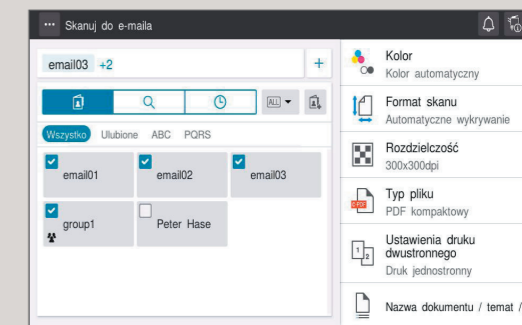 Skanuj do e-maila
email03 +2
+
ALL
Wszystko Ulubione ABC PQRS
email01 email02 email03
group1 Peter Hase
Kolor
Kolor automatyczny
Format skanu
Automatyczne wykrywanie
Rozdzielczość
300x300dpi
Typ pliku
PDF kompaktowy
Ustawienia druku
dwustronnego
Druk jednostronny
Nazwa dokumentu / temat /